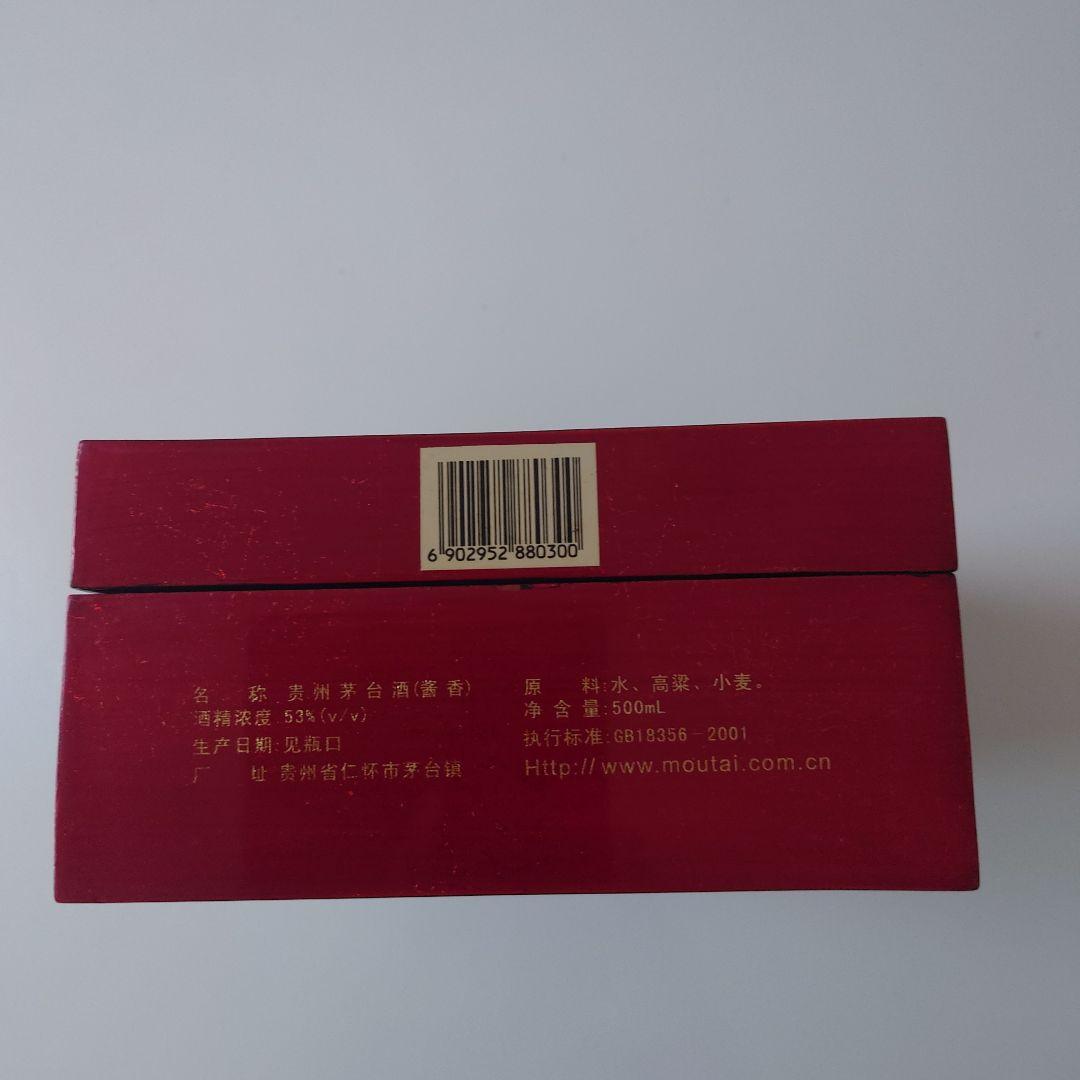 6 902952 880300
名 称 贵州茅台酒(酱香)
酒精浓度:53%(v/v)
生产日期:见瓶口
厂 址 贵州省仁怀市茅台镇
原 料:水、高粱、小麦。
净含量:500mL
执行标准:GB18356-2001
Http://www.moutai.com.cn